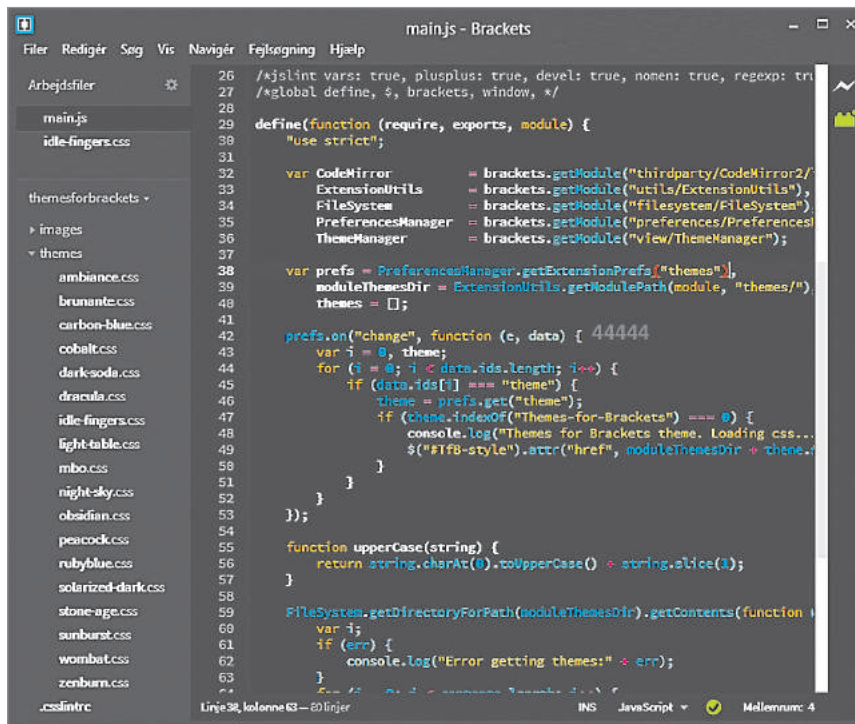 main.js - Brackets
Filer Redigér Søg Vis Navigér Fejlsøgning Hjælp
Arbejdsfiler
main.js
idle-fingers.css
themesforbrackets
images
themes
ambiance.css
brunante.css
carbon-blue.css
cobalt.css
dark-soda.css
dracula.css
idle-fingers.css
light-table.css
mbo.css
night-sky.css
obsidian.css
peacock.css
rubyblue.css
solarized-dark.css
stone-age.css
sunburst.css
wombat.css
zenburn.css
.csslintrc
26 /*jslint vars: true, plusplus: true, devel: true, nomen: true, regexp: tru
27 /*global define, $, brackets, window, */
28
29 define(function (require, exports, module) {
30 "use strict";
31
32 var CodeMirror = brackets.getModule("thirdparty/CodeMirror2/
33 ExtensionUtils = brackets.getModule("utils/ExtensionUtils"),
34 FileSystem = brackets.getModule("filesystem/FileSystem"),
35 PreferencesManager = brackets.getModule("preferences/Preferences
36 ThemeManager = brackets.getModule("view/ThemeManager");
37
38 var prefs = PreferencesManager.getExtensionPrefs("themes"),
39 moduleThemesDir = ExtensionUtils.getModulePath(module, "themes/")
40 themes = [];
41
42 prefs.on("change", function (e, data) { 44444
43 var i = 0, theme;
44 for (i = 0; i < data.ids.length; i++) {
45 if (data.ids[i] === "theme") {
46 theme = prefs.get("theme");
47 if (theme.indexOf("Themes-for-Brackets") === 0) {
48 console.log("Themes for Brackets theme. Loading css...
49 $("#TfB-style").attr("href", moduleThemesDir + theme.
50 }
51 }
52 }
53 });
54
55 function upperCase(string) {
56 return string.charAt(0).toUpperCase() + string.slice(1);
57 }
58
59 FileSystem.getDirectoryForPath(moduleThemesDir).getContents(function
60 var i;
61 if (err) {
62 console.log("Error getting themes:" + err);
63 }
Linje 38, kolonne 63 — 80 linjer INS JavaScript Mellemrum: 4